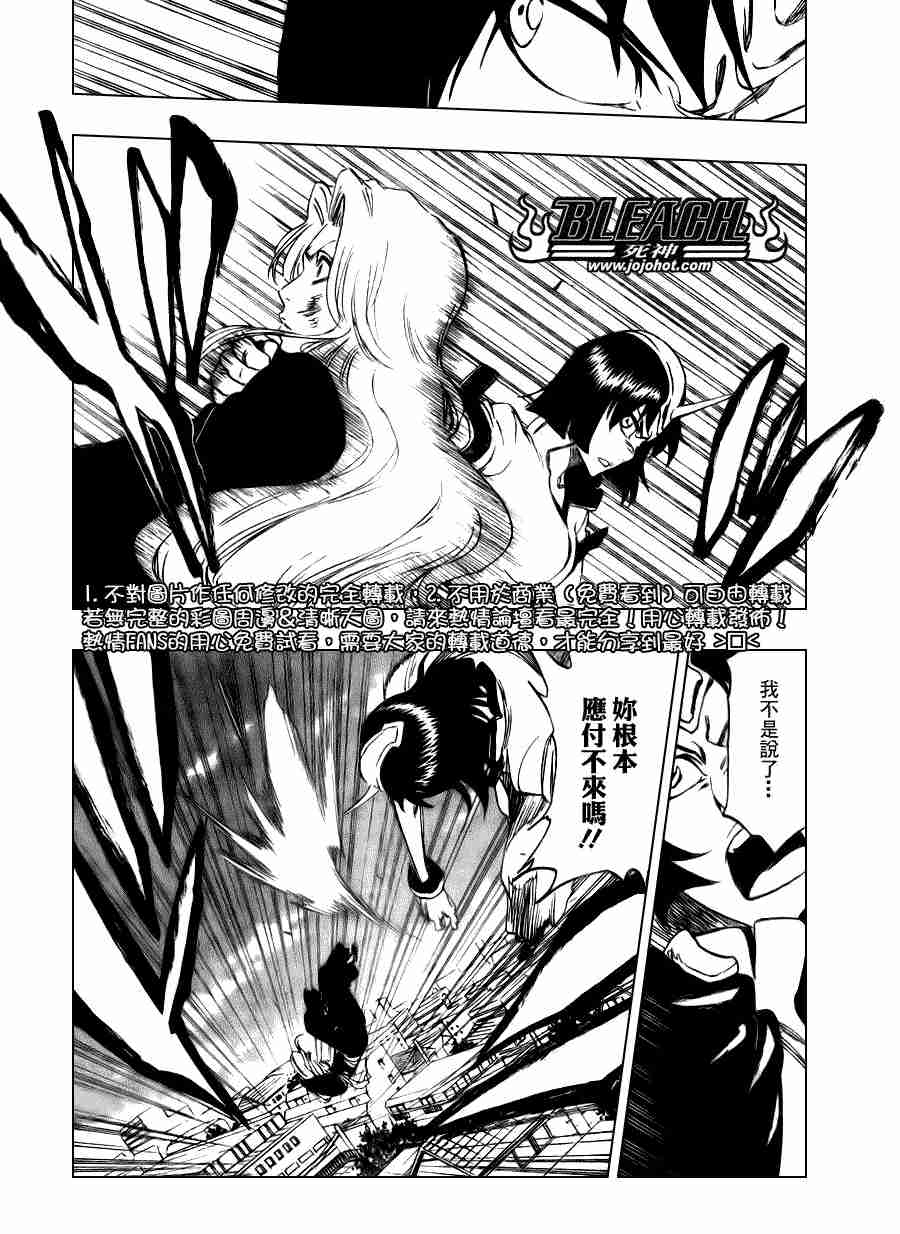 BLEACH
死神
www.jojohot.com
1. 不對圖片作任何修改的完全轉載；2. 不用於商業（免費看到）可自由轉載
若無完整的彩圖周邊&清晰大圖，請來熱情論壇看最完全！用心轉載發佈！
熱情FANS的用心免費試看，需要大家的轉載道德，才能分享到最好 >口<
我不是說了…
妳根本
應付不來嗎!!